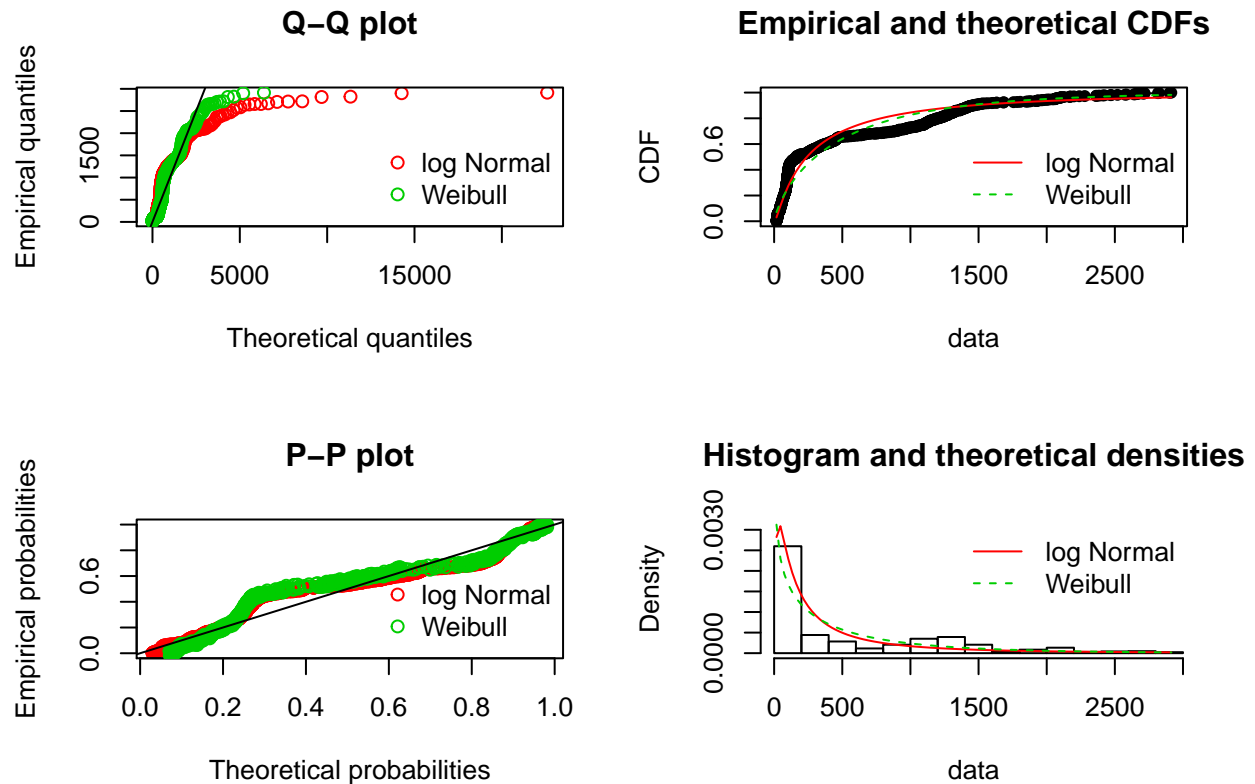 Q−Q plot
Empirical quantiles
0
1500
log Normal
Weibull
0
5000
15000
Theoretical quantiles
Empirical and theoretical CDFs
CDF
0.0
0.6
log Normal
Weibull
0
500
1500
2500
data
P−P plot
Empirical probabilities
0.0
0.6
log Normal
Weibull
0.0
0.2
0.4
0.6
0.8
1.0
Theoretical probabilities
Histogram and theoretical densities
Density
0.0000
0.0030
log Normal
Weibull
0
500
1500
2500
data